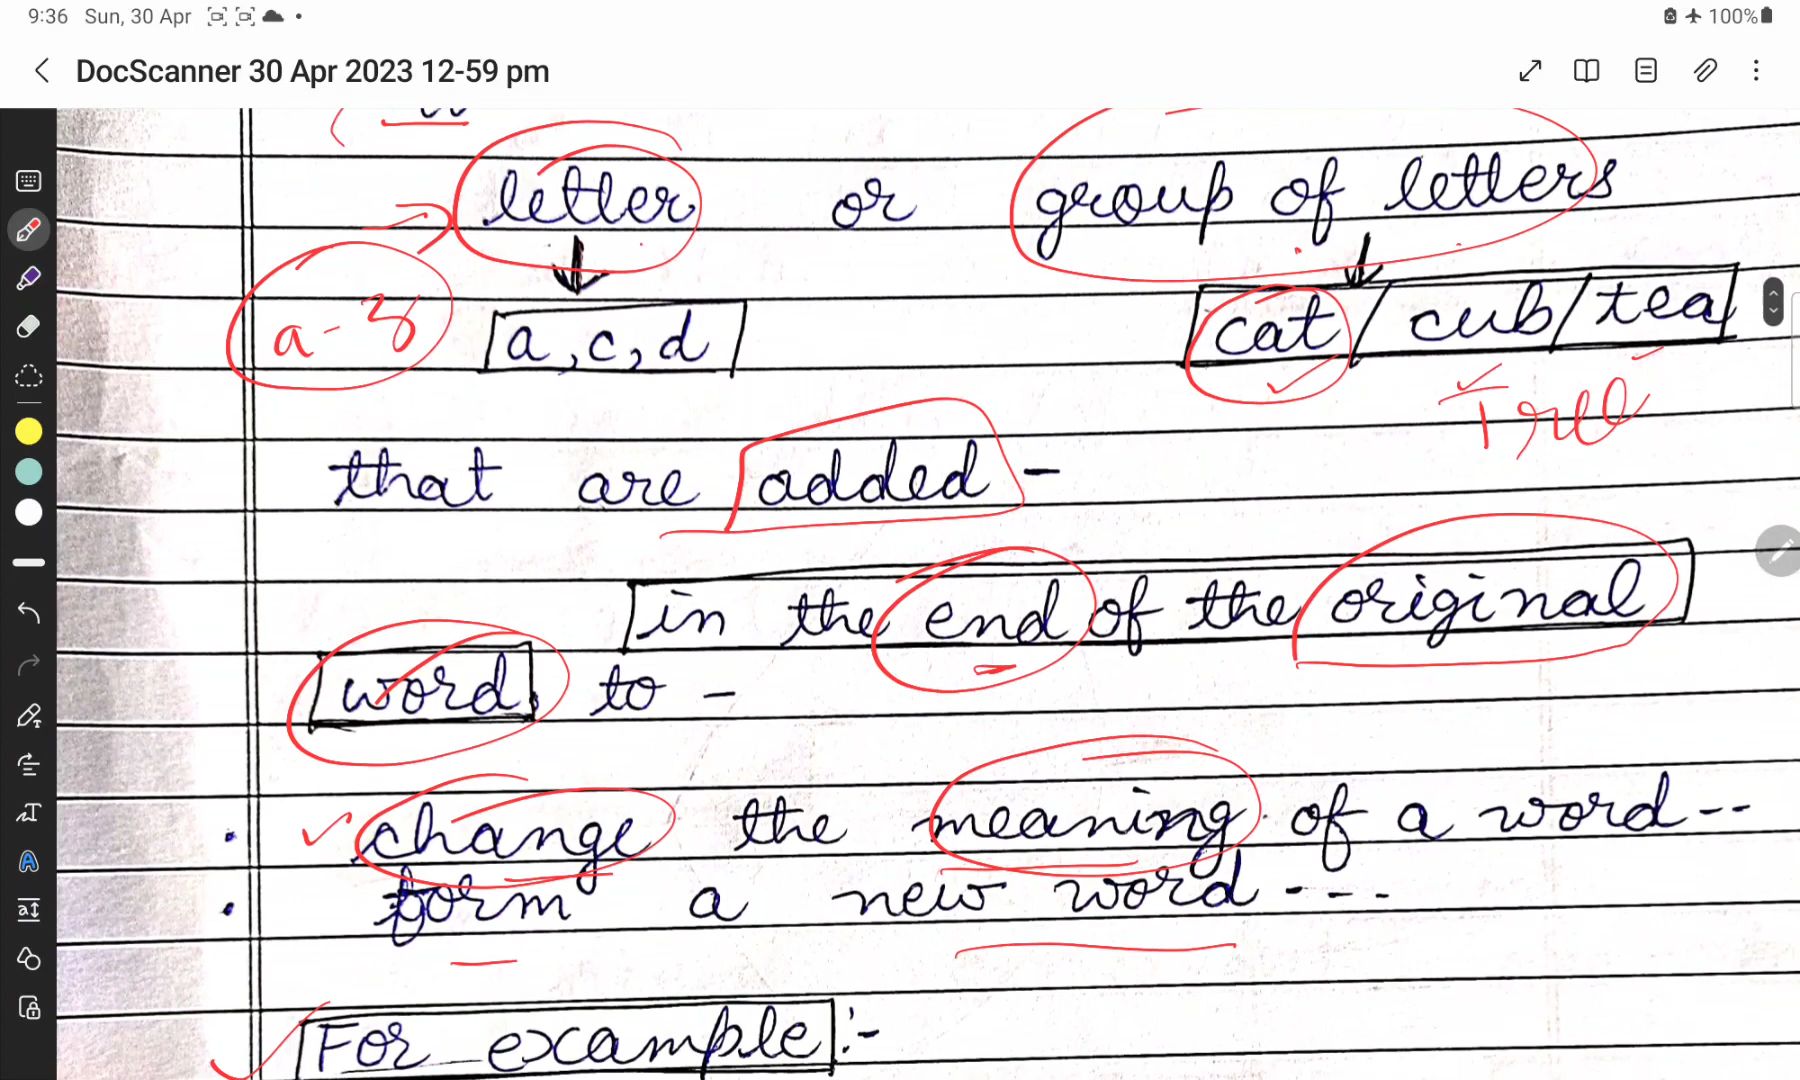 9:36 Sun, 30 Apr 100%
DocScanner 30 Apr 2023 12-59 pm
letter or group of letters
a-z a,c,d cat/cub/tea
Tree
that are added -
in the end of the original
word to -
change the meaning of a word--
form a new word ---
For example:-